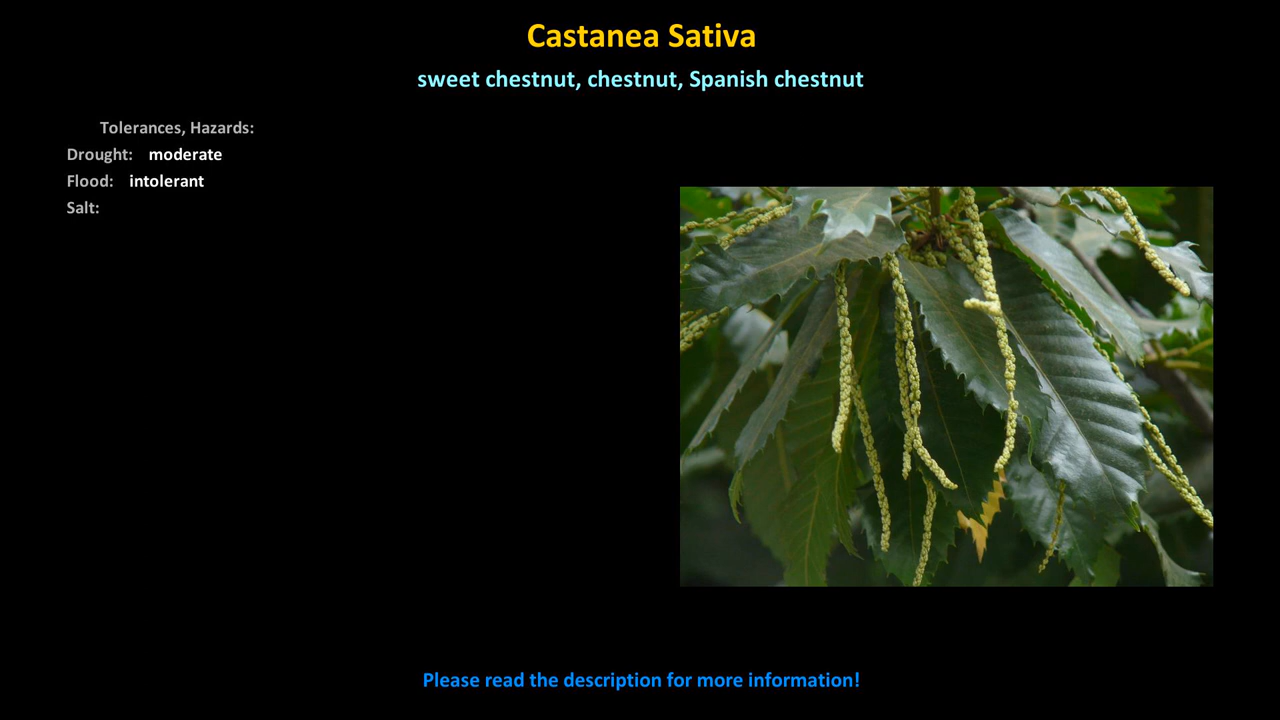 Castanea Sativa
sweet chestnut, chestnut, Spanish chestnut
Tolerances, Hazards:
Drought: moderate
Flood: intolerant
Salt:
Please read the description for more information!